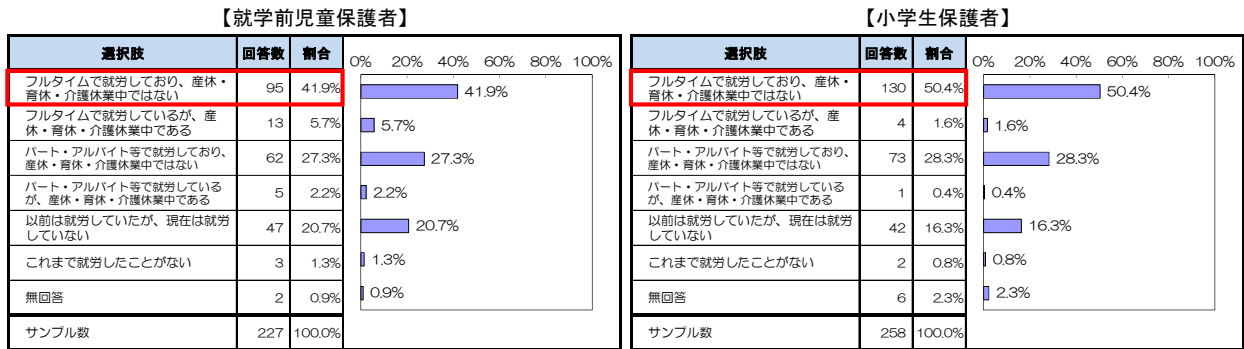 【就学前児童保護者】
選択肢 回答数 割合
0% 20% 40% 60% 80% 100%
フルタイムで就労しており、産休・
育休・介護休業中ではない
95 41.9% 41.9%
フルタイムで就労しているが、産
休・育休・介護休業中である
13 5.7% 5.7%
パート・アルバイト等で就労しており、
産休・育休・介護休業中ではない
62 27.3% 27.3%
パート・アルバイト等で就労している
が、産休・育休・介護休業中である
5 2.2% 2.2%
以前は就労していたが、現在は就労
していない
47 20.7% 20.7%
これまで就労したことがない 3 1.3% 1.3%
無回答 2 0.9% 0.9%
サンプル数 227 100.0%
【小学生保護者】
選択肢 回答数 割合
0% 20% 40% 60% 80% 100%
フルタイムで就労しており、産休・
育休・介護休業中ではない
130 50.4% 50.4%
フルタイムで就労しているが、産
休・育休・介護休業中である
4 1.6% 1.6%
パート・アルバイト等で就労しており、
産休・育休・介護休業中ではない
73 28.3% 28.3%
パート・アルバイト等で就労している
が、産休・育休・介護休業中である
1 0.4% 0.4%
以前は就労していたが、現在は就労
していない
42 16.3% 16.3%
これまで就労したことがない 2 0.8% 0.8%
無回答 6 2.3% 2.3%
サンプル数 258 100.0%